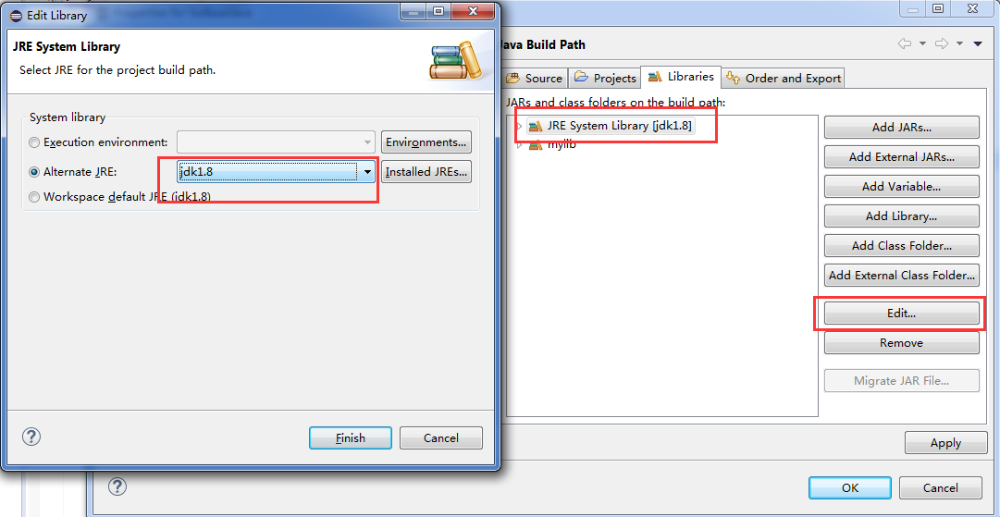 Edit Library
JRE System Library
Select JRE for the project build path.
System library
Execution environment:
Environments...
Alternate JRE:
jdk1.8
Installed JREs...
Workspace default JRE (jdk1.8)
?
Finish
Cancel
Java Build Path
Source
Projects
Libraries
Order and Export
JARs and class folders on the build path:
JRE System Library [jdk1.8]
mylib
Add JARs...
Add External JARs...
Add Variable...
Add Library...
Add Class Folder...
Add External Class Folder...
Edit...
Remove
Migrate JAR File...
Apply
?
OK
Cancel